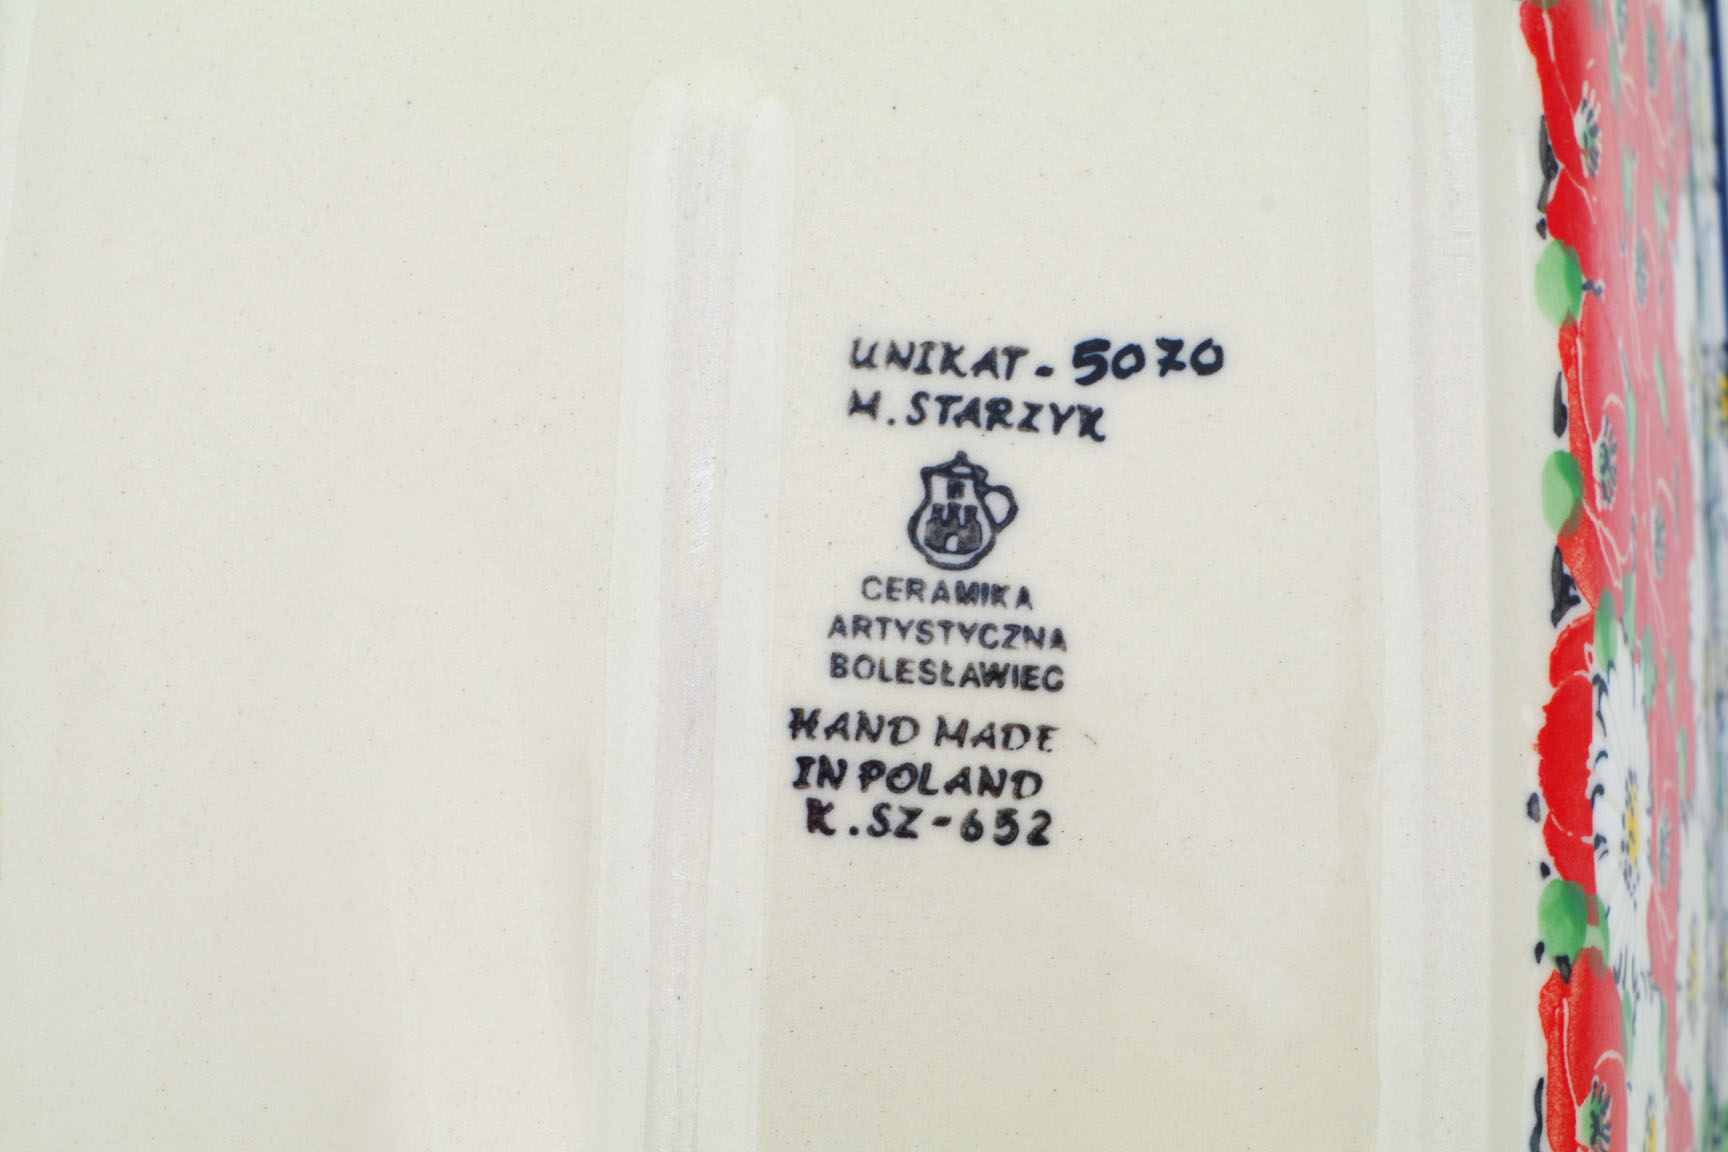 UNIKAT - 5070
M. STARZYK
CERAMIKA
ARTYSTYCZNA
BOLESŁAWIEC
HAND MADE
IN POLAND
K. SZ - 652